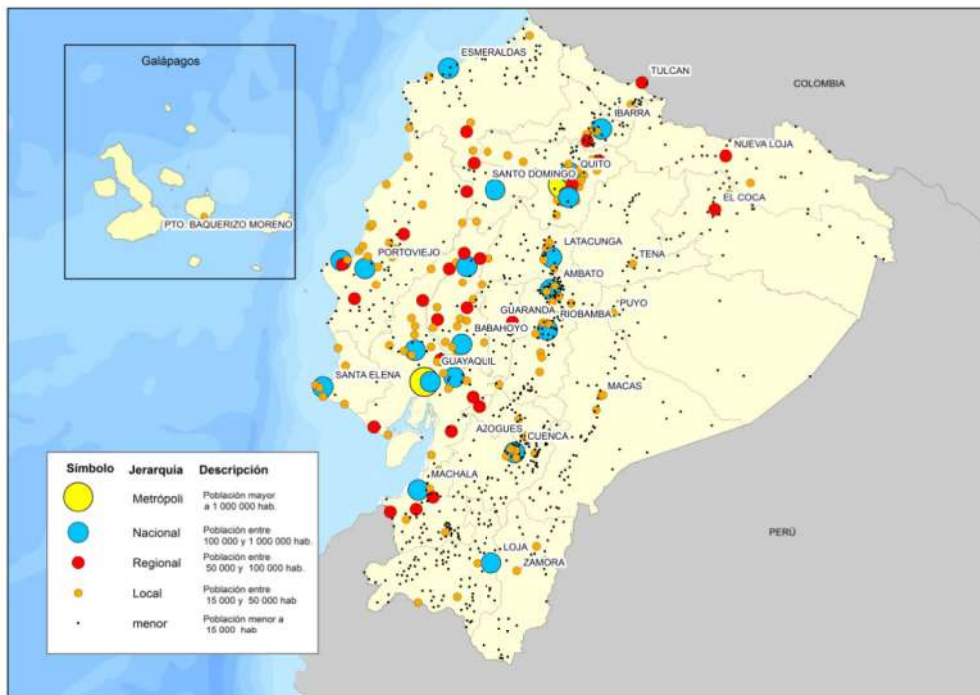 Galápagos
PTO. BAQUERIZO MORENO
ESMERALDAS
TULCAN
COLOMBIA
IBARRA
NUEVA LOJA
QUITO
SANTO DOMINGO
EL COCA
LATACUNGA
TENA
PORTOVIEJO
AMBATO
PUYO
GUARANDA
RIOBAMBA
BABAHOYO
GUAYAQUIL
SANTA ELENA
MACAS
AZOGUES
CUENCA
MACHALA
PERÚ
LOJA
ZAMORA
Símbolo Jerarquia Descripción
Metrópoli Población mayor
a 1 000 000 hab.
Nacional Población entre
100 000 y 1 000 000 hab.
Regional Población entre
50 000 y 100 000 hab.
Local Población entre
15 000 y 50 000 hab
menor Población menor a
15 000 hab